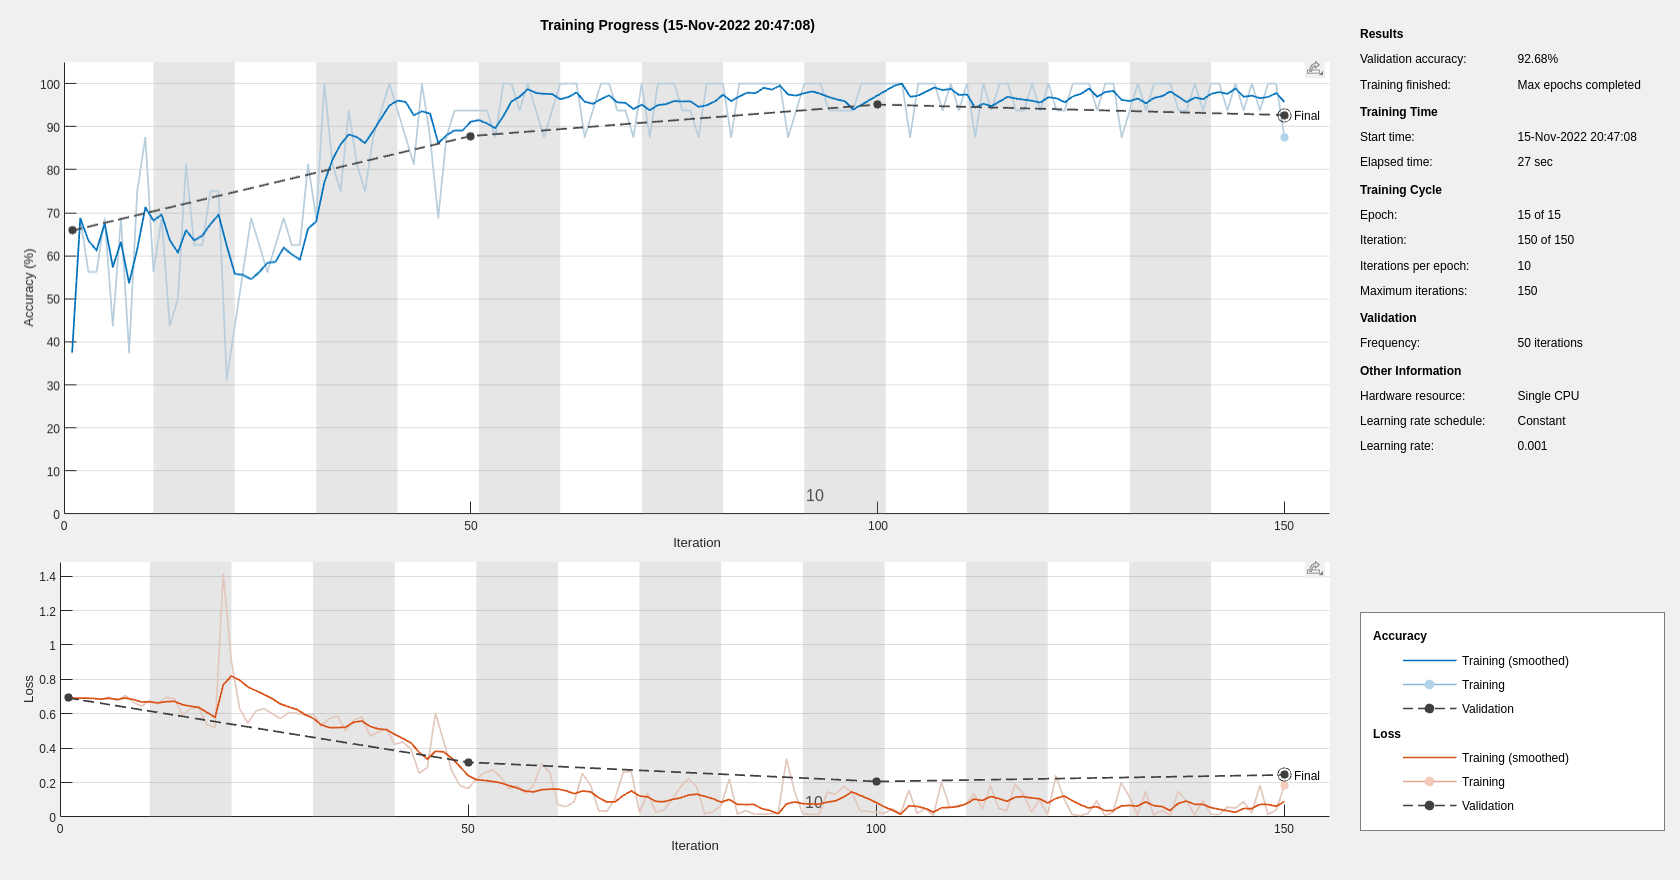 Training Progress (15-Nov-2022 20:47:08)
100
90
80
70
60
50
40
30
20
10
0
Accuracy (%)
Final
10
0
50
100
150
Iteration
1.4
1.2
1
0.8
0.6
0.4
0.2
0
Loss
Final
10
0
50
100
150
Iteration
Results
Validation accuracy: 92.68%
Training finished: Max epochs completed
Training Time
Start time: 15-Nov-2022 20:47:08
Elapsed time: 27 sec
Training Cycle
Epoch: 15 of 15
Iteration: 150 of 150
Iterations per epoch: 10
Maximum iterations: 150
Validation
Frequency: 50 iterations
Other Information
Hardware resource: Single CPU
Learning rate schedule: Constant
Learning rate: 0.001
Accuracy
Training (smoothed)
Training
Validation
Loss
Training (smoothed)
Training
Validation